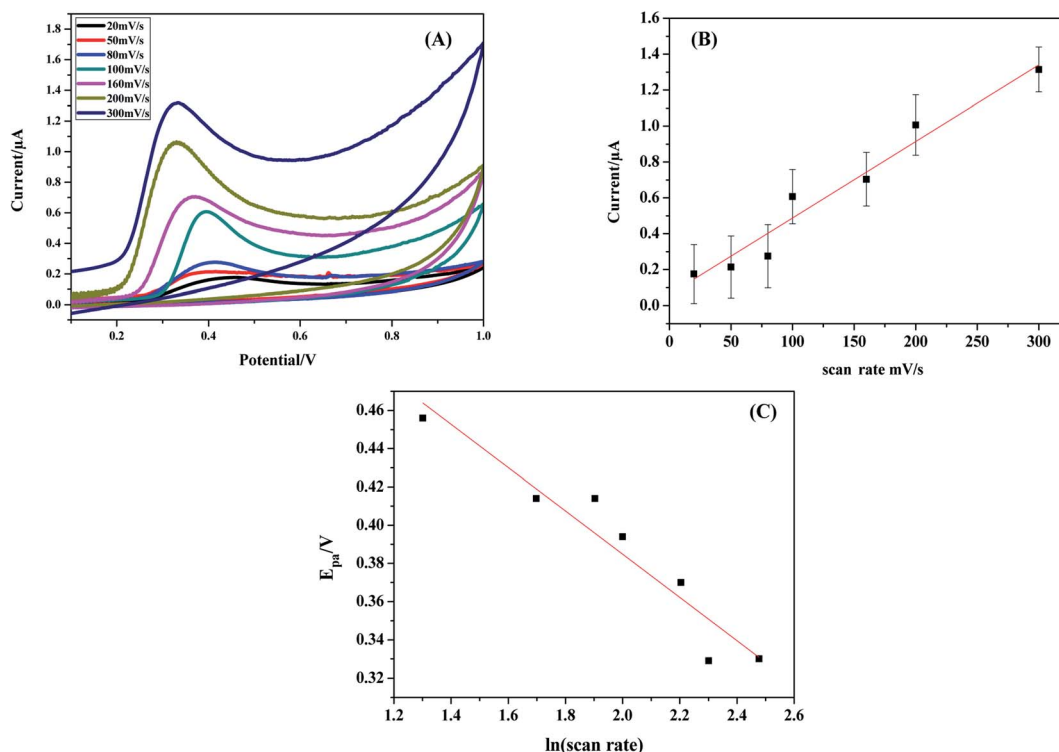 (A)
20mV/s
50mV/s
80mV/s
100mV/s
160mV/s
200mV/s
300mV/s
1.8
1.6
1.4
1.2
1.0
0.8
0.6
0.4
0.2
0.0
Current/μA
0.2 0.4 0.6 0.8 1.0
Potential/V
(B)
1.6
1.4
1.2
1.0
0.8
0.6
0.4
0.2
0.0
Current/μA
0 50 100 150 200 250 300
scan rate mV/s
(C)
0.46
0.44
0.42
0.40
0.38
0.36
0.34
0.32
Epa/V
1.2 1.4 1.6 1.8 2.0 2.2 2.4 2.6
ln(scan rate)